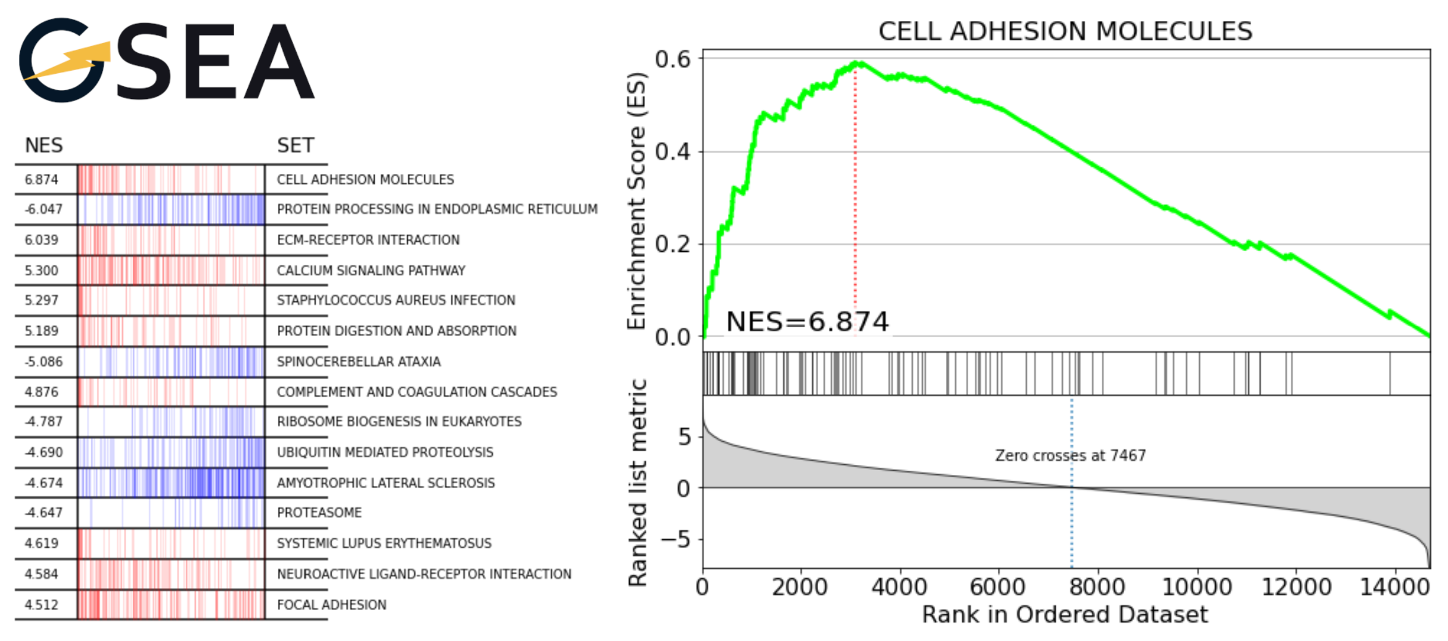 GSEA
NES SET
6.874 CELL ADHESION MOLECULES
-6.047 PROTEIN PROCESSING IN ENDOPLASMIC RETICULUM
6.039 ECM-RECEPTOR INTERACTION
5.300 CALCIUM SIGNALING PATHWAY
5.297 STAPHYLOCOCCUS AUREUS INFECTION
5.189 PROTEIN DIGESTION AND ABSORPTION
-5.086 SPINOCEREBELLAR ATAXIA
4.876 COMPLEMENT AND COAGULATION CASCADES
-4.787 RIBOSOME BIOGENESIS IN EUKARYOTES
-4.690 UBIQUITIN MEDIATED PROTEOLYSIS
-4.674 AMYOTROPHIC LATERAL SCLEROSIS
-4.647 PROTEASOME
4.619 SYSTEMIC LUPUS ERYTHEMATOSUS
4.584 NEUROACTIVE LIGAND-RECEPTOR INTERACTION
4.512 FOCAL ADHESION
CELL ADHESION MOLECULES
Enrichment Score (ES)
0.6
0.4
0.2
0.0
NES=6.874
Ranked list metric
5
0
−5
Zero crosses at 7467
0 2000 4000 6000 8000 10000 12000 14000
Rank in Ordered Dataset